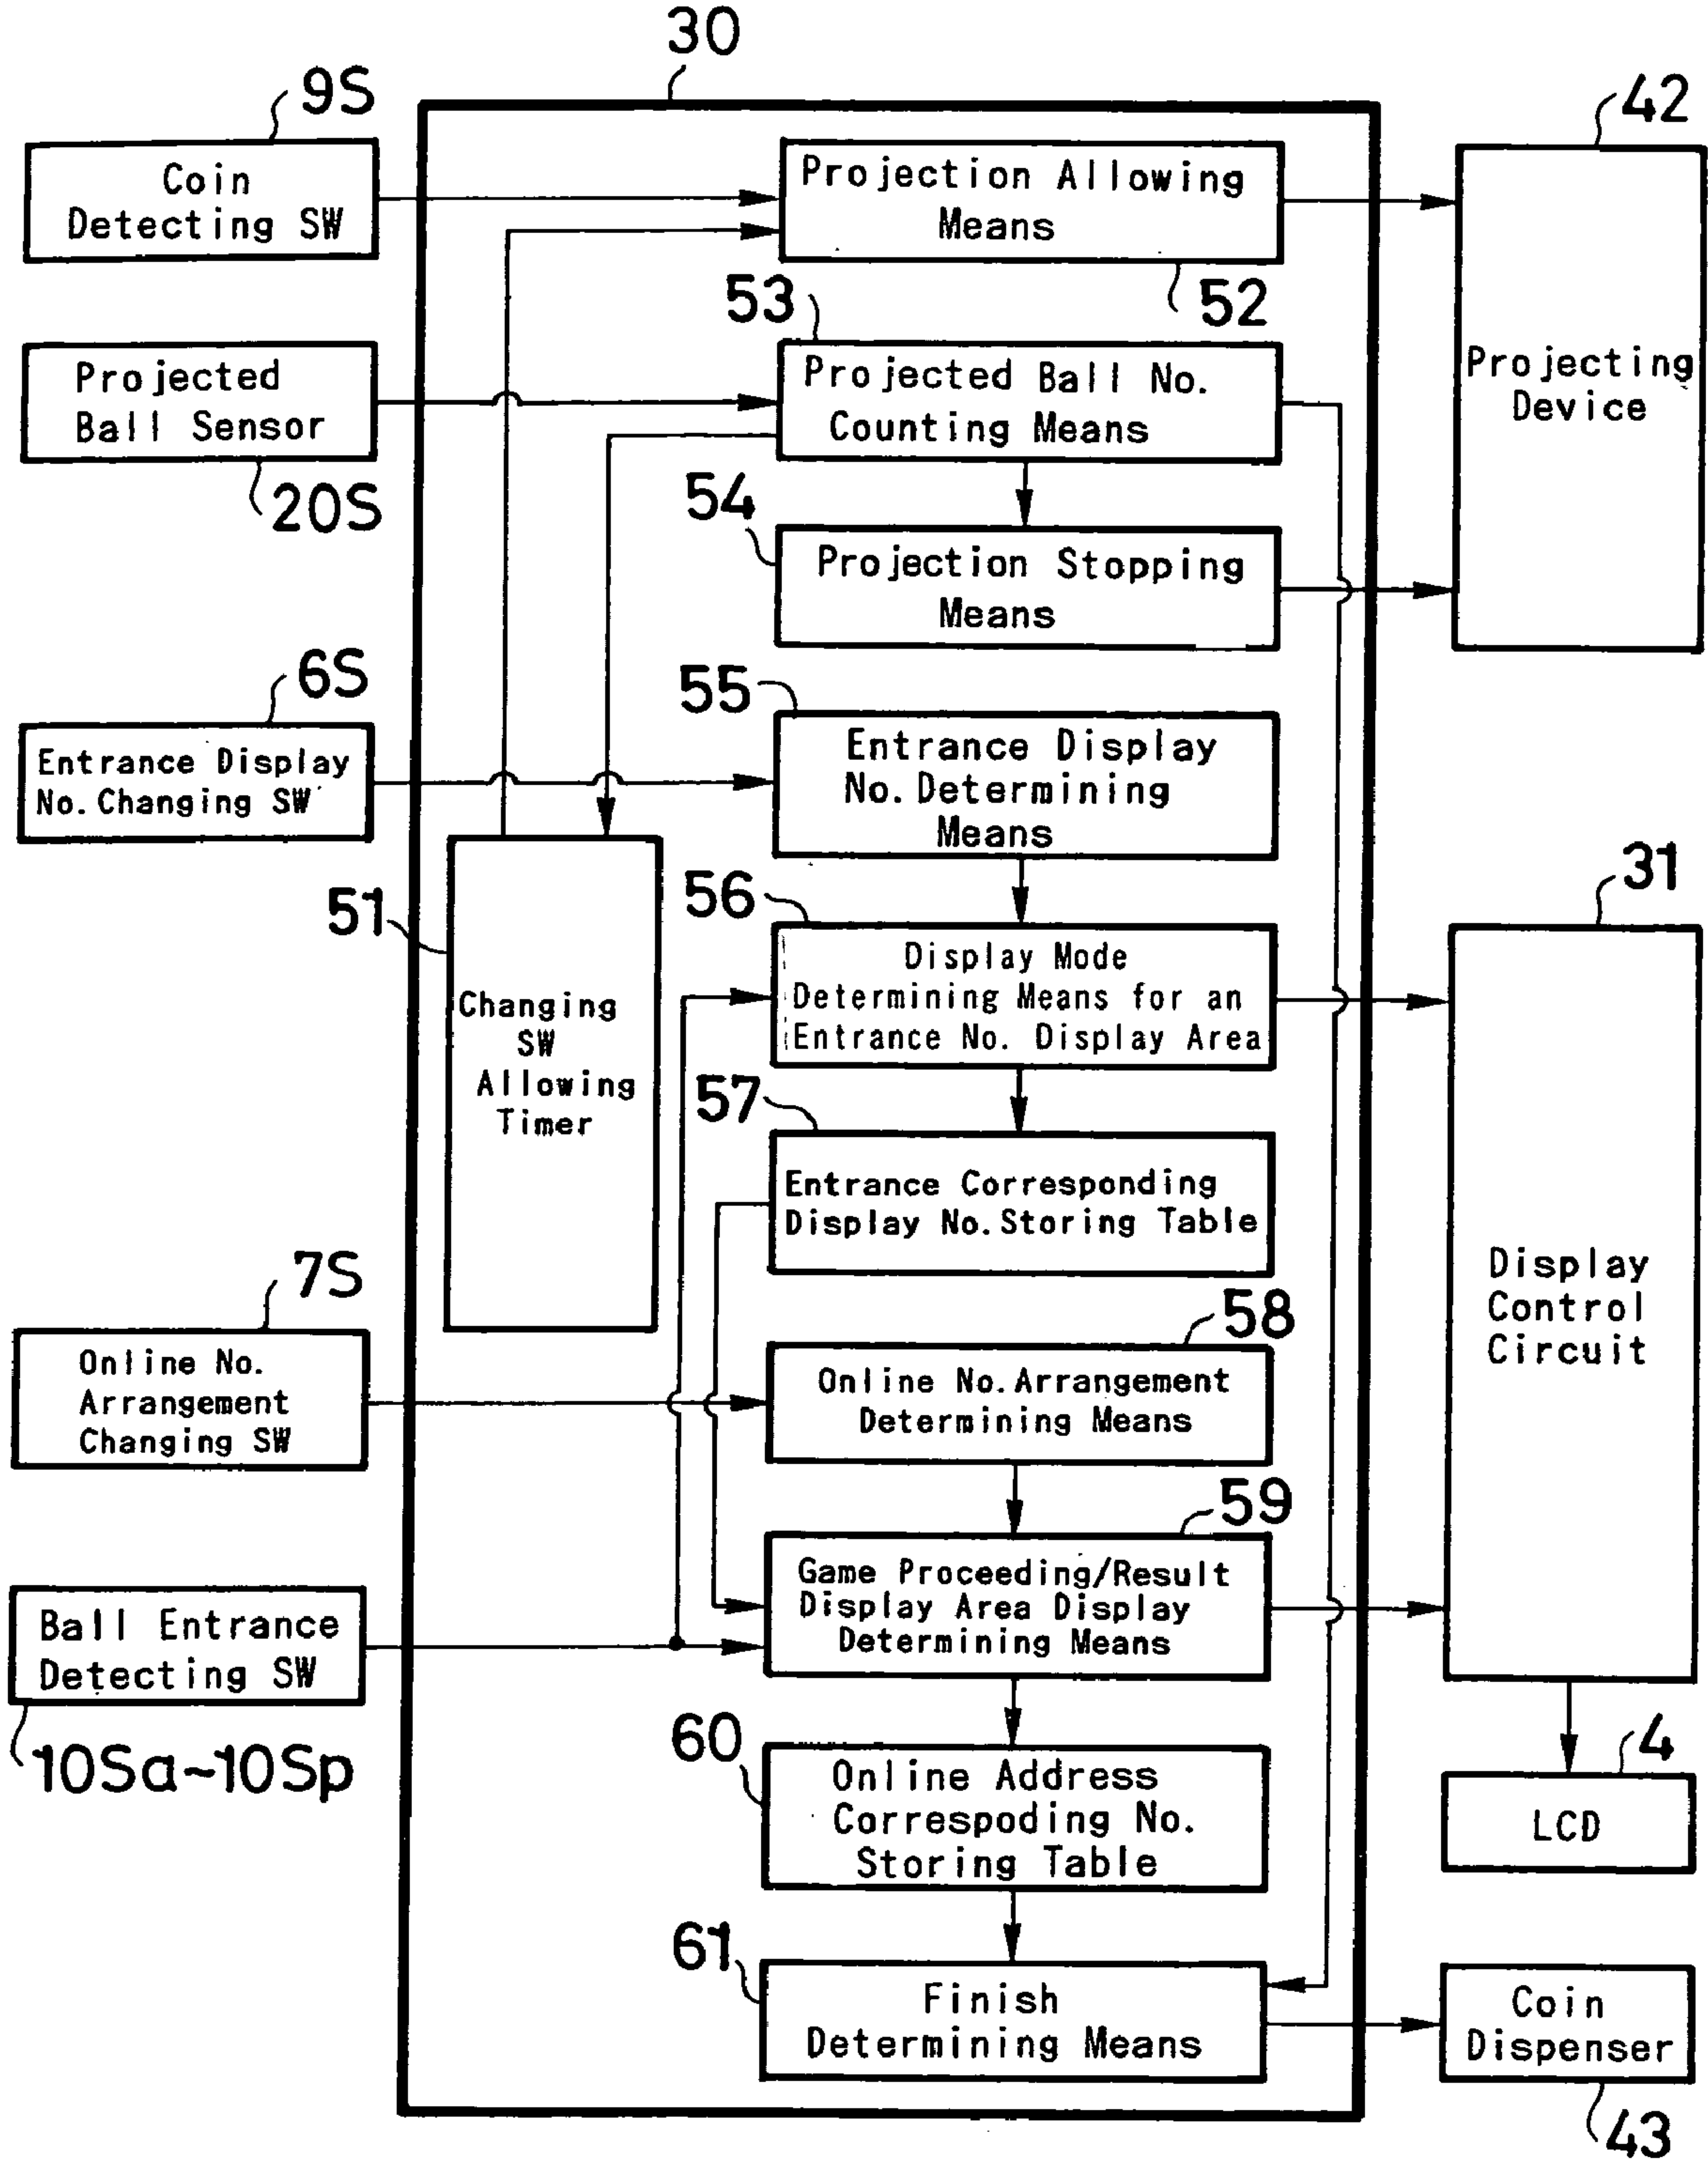 30
9S
42
Coin
Detecting SW
Projection Allowing
Means
52
Projecting
Device
53
Projected
Ball Sensor
20S
Projected Ball No.
Counting Means
54
Projection Stopping
Means
6S
55
Entrance Display
No. Changing SW
Entrance Display
No. Determining
Means
51
Changing
SW
Allowing
Timer
56
Display Mode
Determining Means for an
Entrance No. Display Area
31
Display
Control
Circuit
57
Entrance Corresponding
Display No. Storing Table
7S
Online No.
Arrangement
Changing SW
58
Online No. Arrangement
Determining Means
59
Game Proceeding/Result
Display Area Display
Determining Means
Ball Entrance
Detecting SW
10Sa~10Sp
60
Online Address
Correspoding No.
Storing Table
4
LCD
61
Finish
Determining Means
Coin
Dispenser
43